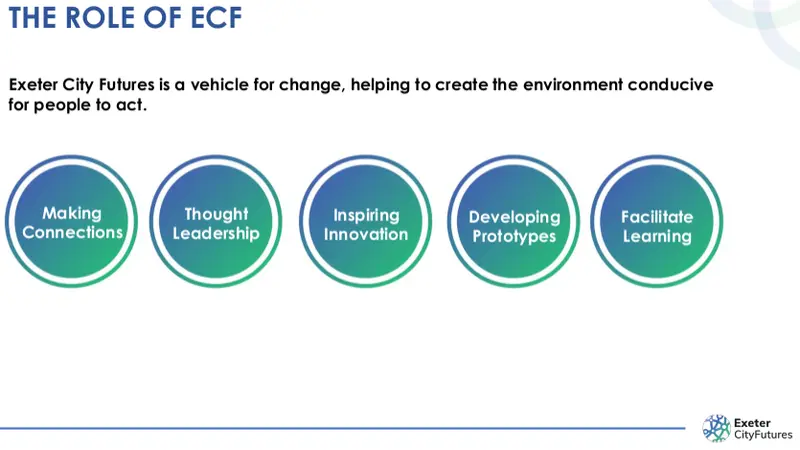 THE ROLE OF ECF
Exeter City Futures is a vehicle for change, helping to create the environment conducive
for people to act.
Making
Connections
Thought
Leadership
Inspiring
Innovation
Developing
Prototypes
Facilitate
Learning
Exeter
CityFutures